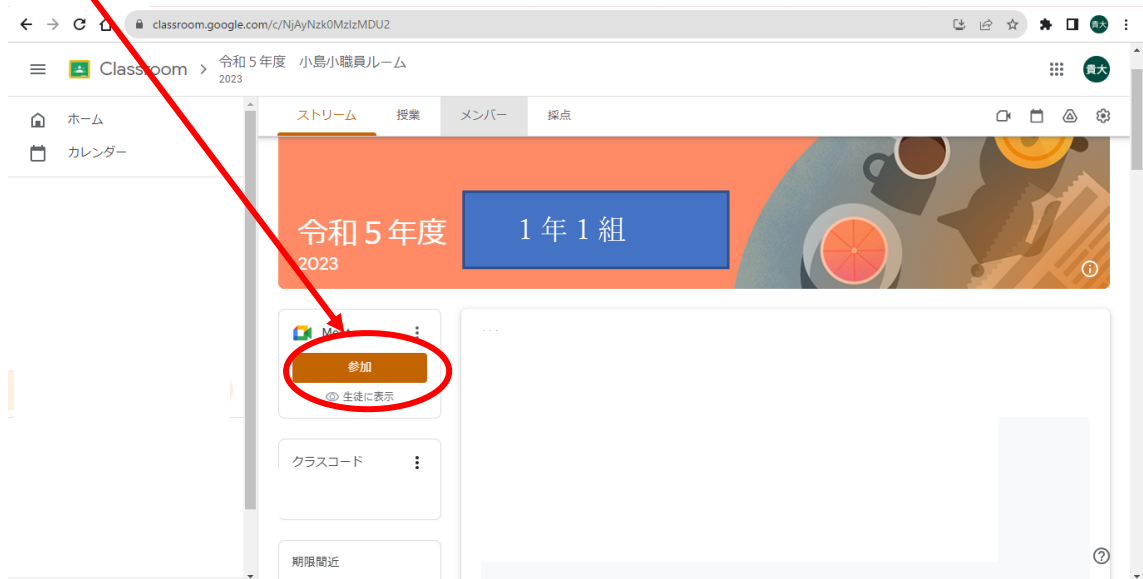 classroom.google.com/c/NjAyNzk0MzIzMDU2
貴大
Classroom > 令和5年度 小島小職員ルーム
2023
貴大
ホーム
カレンダー
ストリーム 授業 メンバー 採点
令和5年度 1年1組
2023
参加
生徒に表示
クラスコード
期限間近